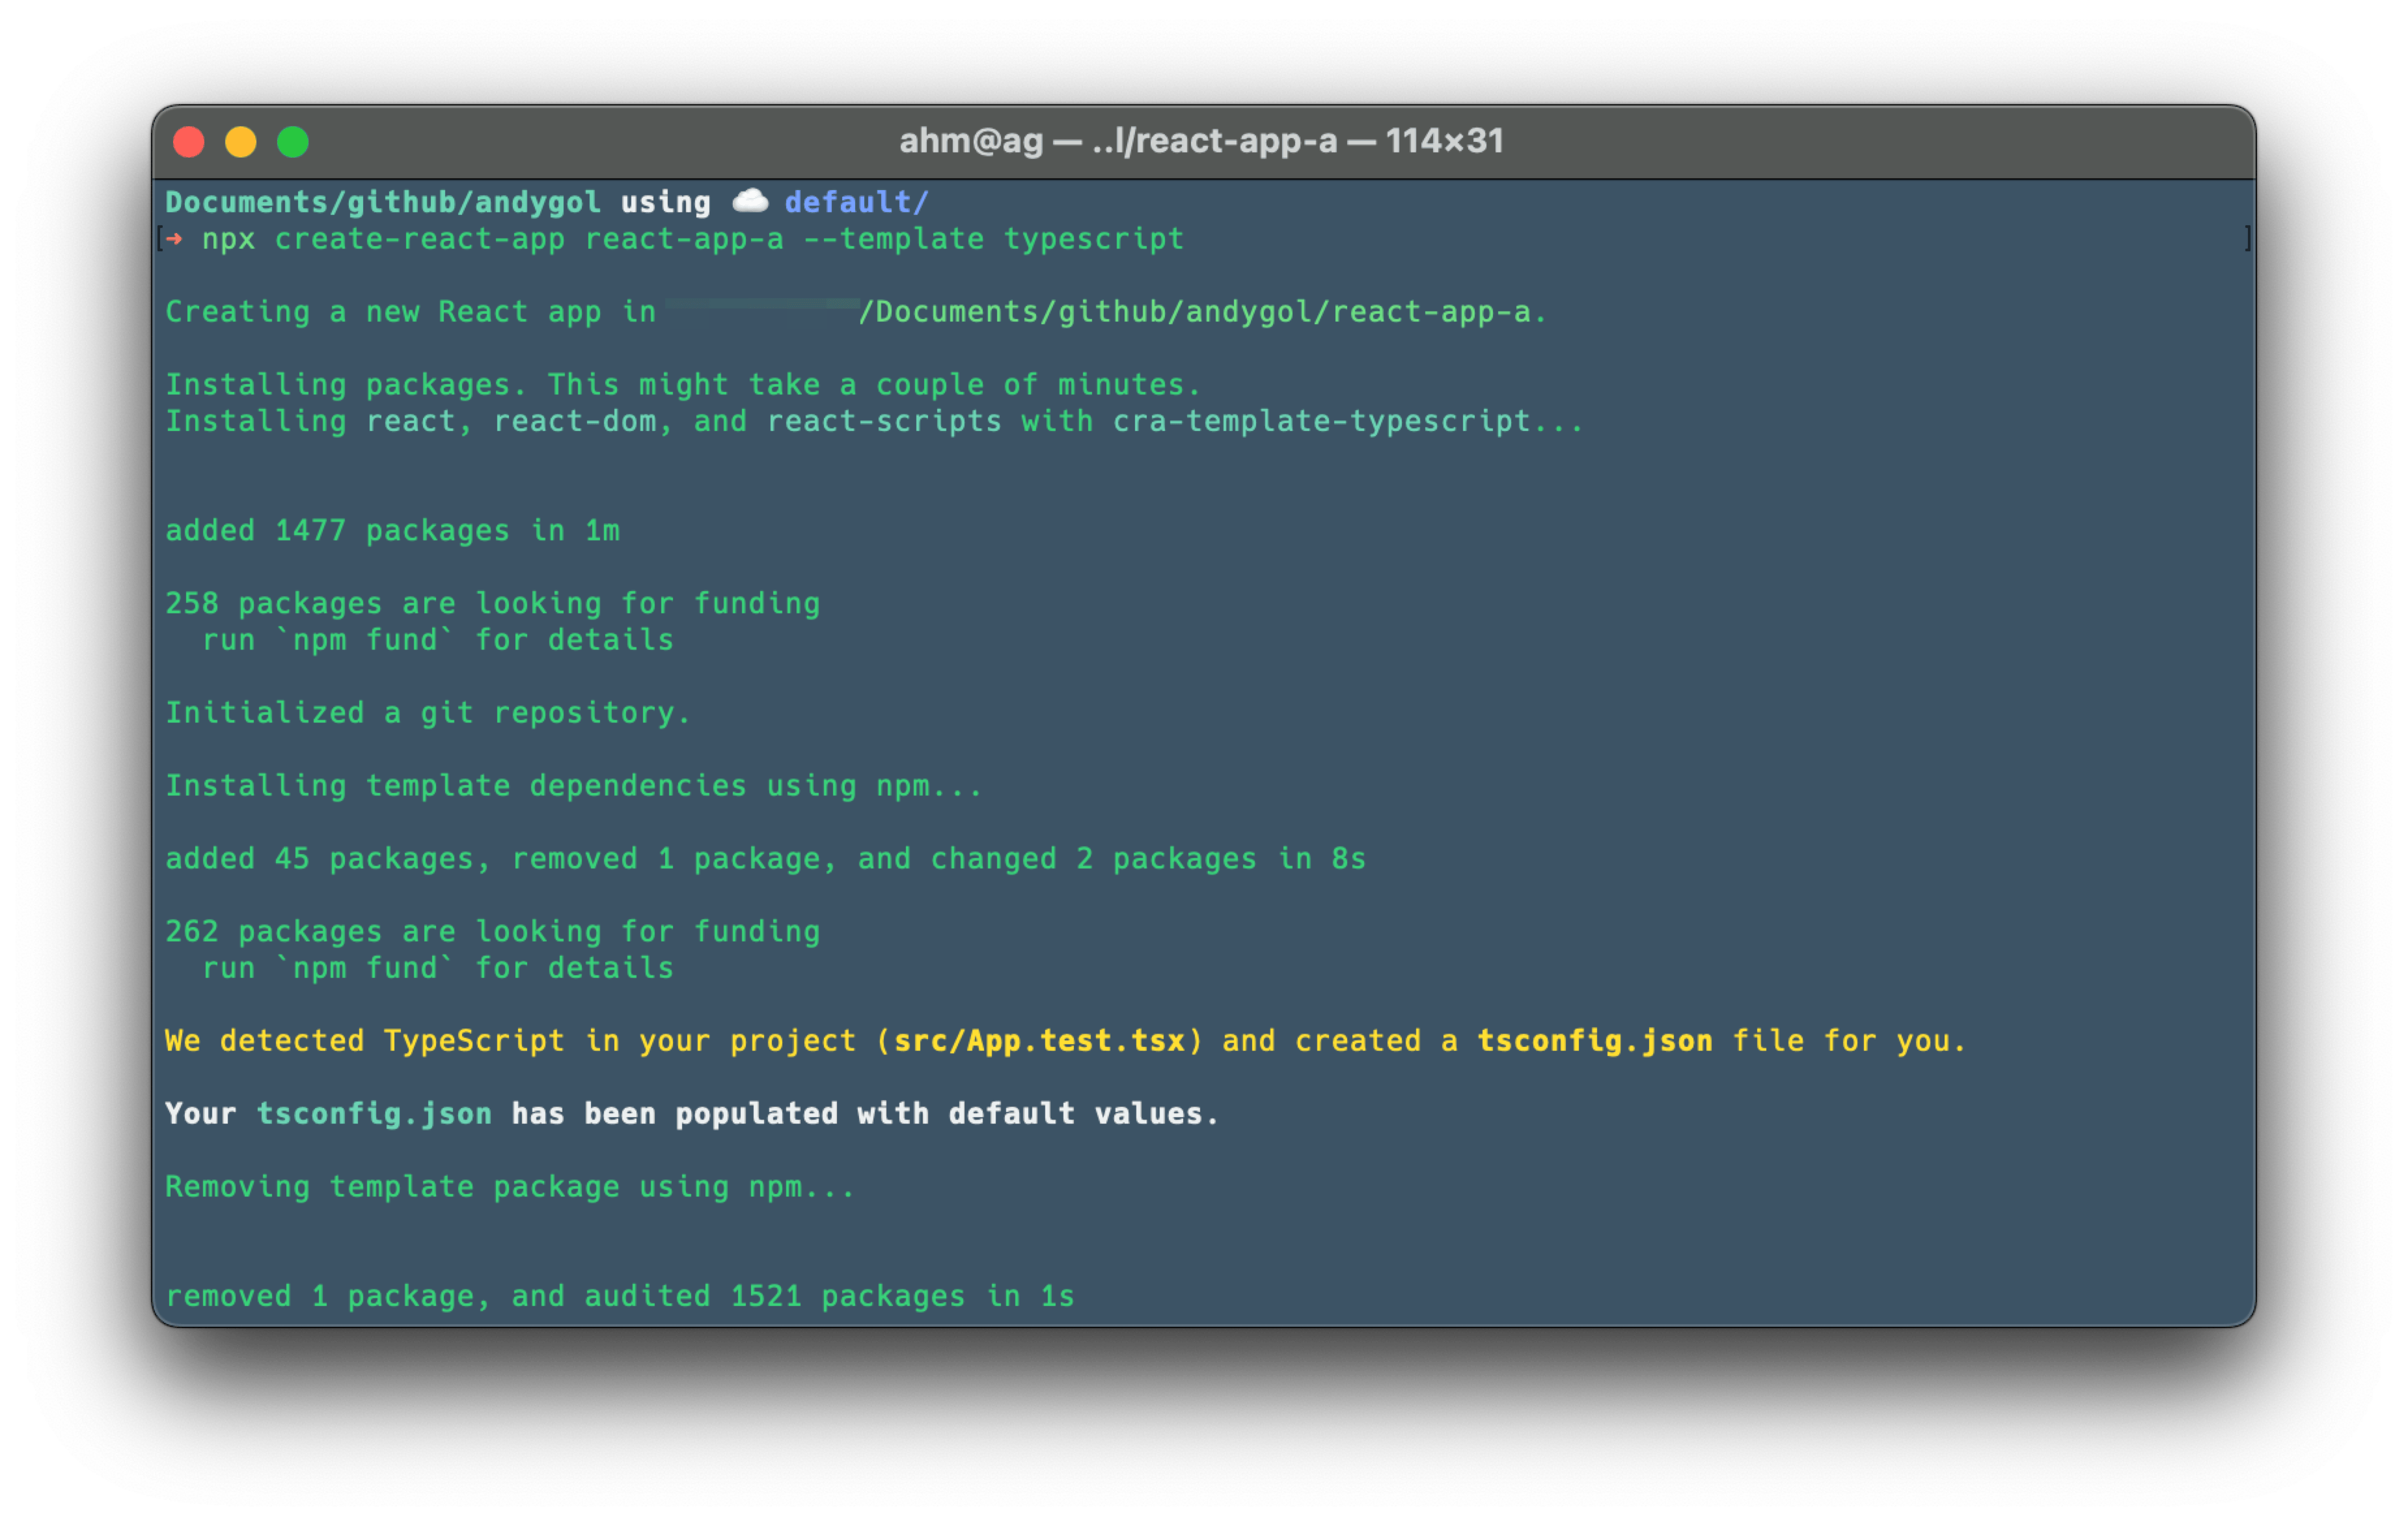 ahm@ag — ..l/react-app-a — 114×31
Documents/github/andygol using ☁️ default/
[➜ npx create-react-app react-app-a --template typescript ]
Creating a new React app in /Documents/github/andygol/react-app-a.
Installing packages. This might take a couple of minutes.
Installing react, react-dom, and react-scripts with cra-template-typescript...
added 1477 packages in 1m
258 packages are looking for funding
run `npm fund` for details
Initialized a git repository.
Installing template dependencies using npm...
added 45 packages, removed 1 package, and changed 2 packages in 8s
262 packages are looking for funding
run `npm fund` for details
We detected TypeScript in your project (src/App.test.tsx) and created a tsconfig.json file for you.
Your tsconfig.json has been populated with default values.
Removing template package using npm...
removed 1 package, and audited 1521 packages in 1s